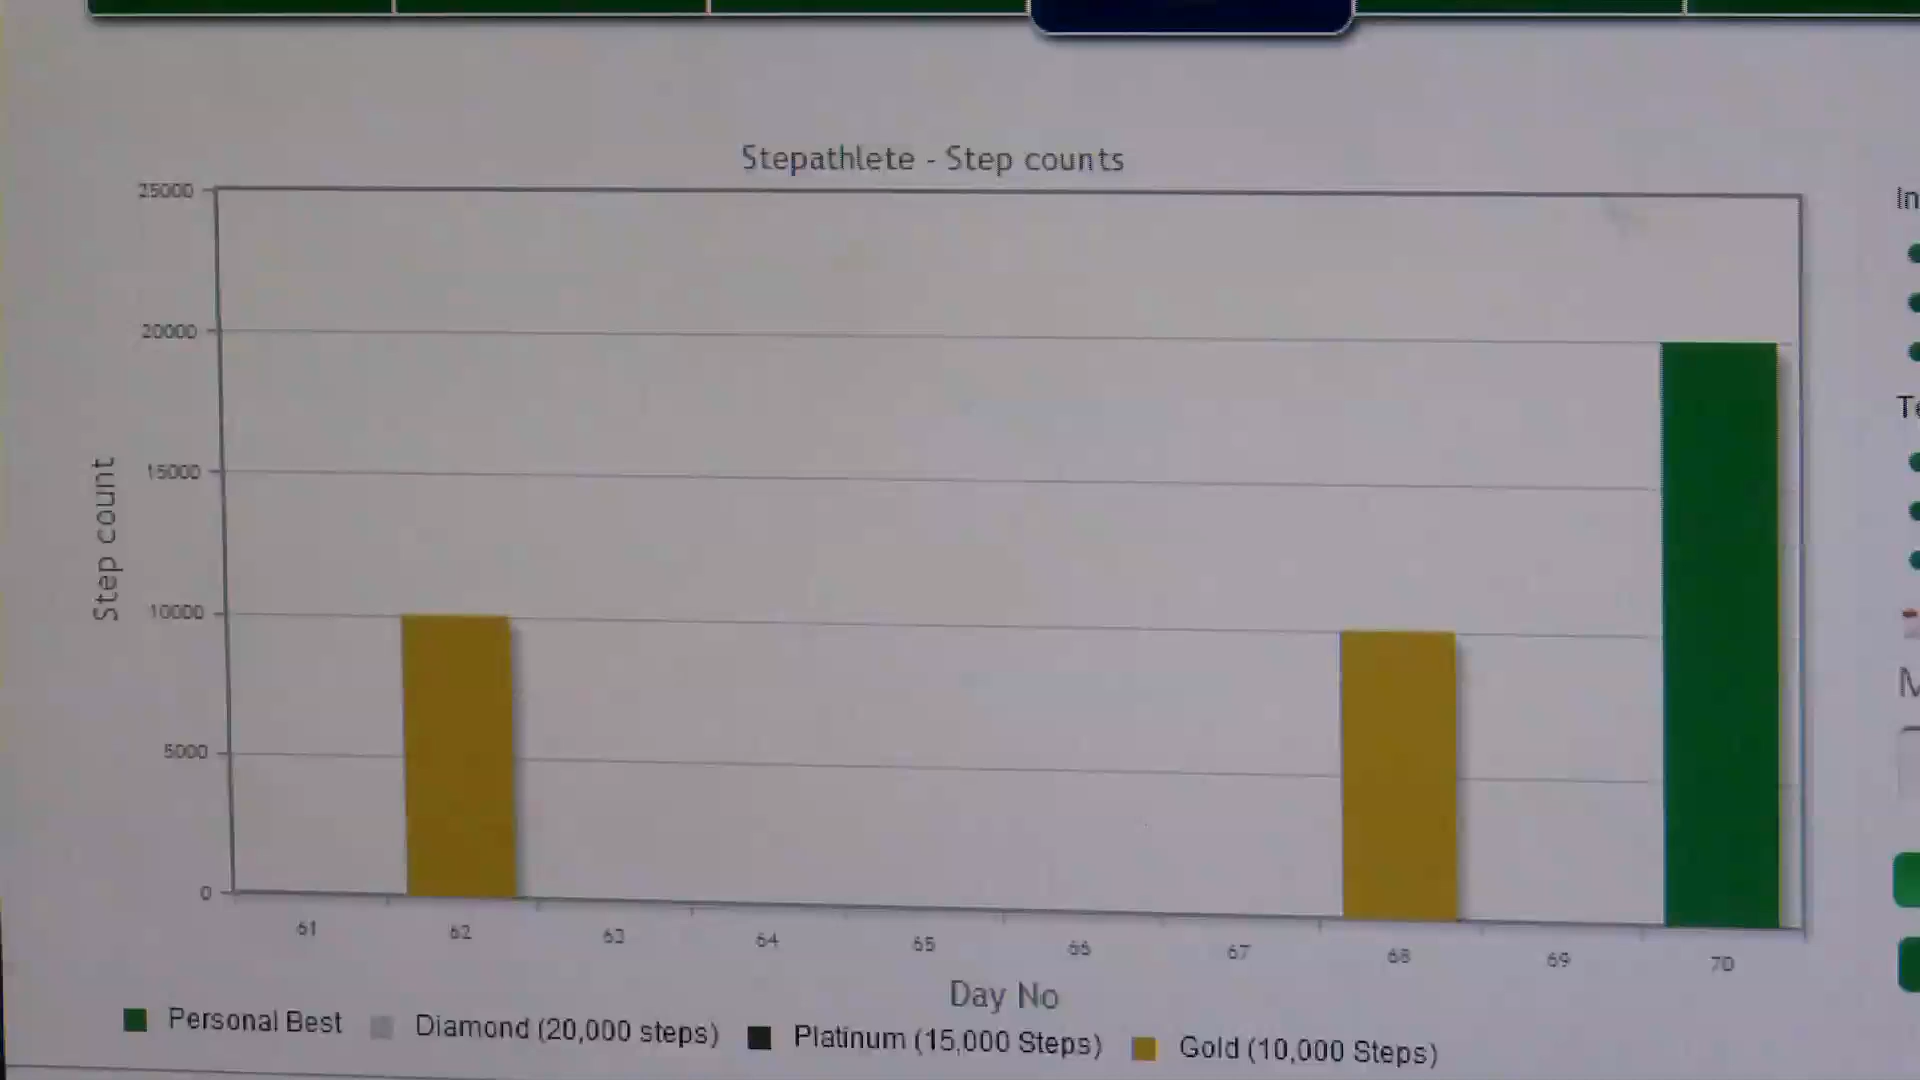 Stepathlete - Step counts
25000
20000
15000
10000
5000
0
Step count
61 62 63 64 65 66 67 68 69 70
Day No
Personal Best Diamond (20,000 steps) Platinum (15,000 Steps) Gold (10,000 Steps)
In
Te
M